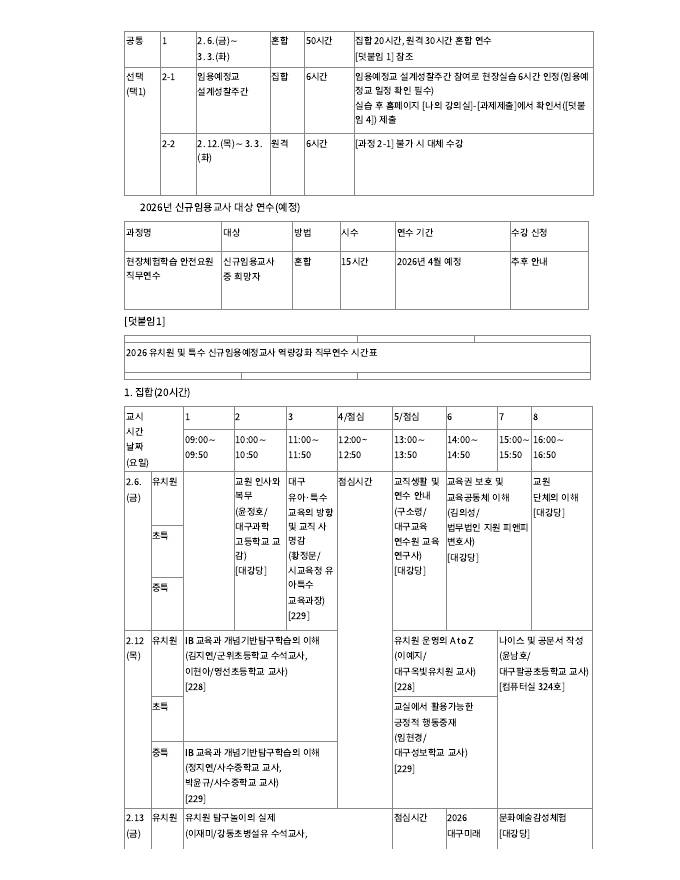 공통 1 2. 6.(금)~ 혼합 50시간 집합 20시간, 원격 30시간 혼합 연수
3. 3.(화) [덧붙임 1] 참조
선택 2-1 임용예정교 집합 6시간 임용예정교 설계성찰주간 참여로 현장실습 6시간 인정(임용예
(택1) 설계성찰주간 정교 일정 확인 필수)
실습 후 홈페이지 [나의 강의실]-[과제제출]에서 확인서([덧붙
임 4]) 제출
2-2 2. 12.(목)~ 3. 3. 원격 6시간 [과정 2-1] 불가 시 대체 수강
(화)
2026년 신규임용교사 대상 연수(예정)
과정명 대상 방법 시수 연수 기간 수강 신청
현장체험학습 안전요원 신규임용교사 혼합 15시간 2026년 4월 예정 추후 안내
직무연수 중 희망자
[덧붙임 1]
2026 유치원 및 특수 신규임용예정교사 역량강화 직무연수 시간표
1. 집합(20시간)
교시 1 2 3 4/점심 5/점심 6 7 8
시간
날짜
(요일)
09:00~ 10:00~ 11:00~ 12:00~ 13:00~ 14:00~ 15:00~ 16:00~
09:50 10:50 11:50 12:50 13:50 14:50 15:50 16:50
2.6.
(금)
유치원
초특
중특
교원 인사와
복무
(윤정호/
대구과학
고등학교 교
감)
[대강당]
대구
유아·특수
교육의 방향
및 교직 사
명감
(황정문/
시교육청 유
아특수
교육과장)
[229]
점심시간
교직생활 및
연수 안내
(구소령/
대구교육
연수원 교육
연구사)
[대강당]
교육권 보호 및
교육공동체 이해
(김의성/
법무법인 지원 피앤피
변호사)
[대강당]
교원
단체의 이해
[대강당]
2.12
(목)
유치원
IB 교육과 개념기반탐구학습의 이해
(김지연/군위초등학교 수석교사,
이현아/영선초등학교 교사)
[228]
유치원 운영의 A to Z
(이예지/
대구옥빛유치원 교사)
[228]
나이스 및 공문서 작성
(윤남호/
대구팔공초등학교 교사)
[컴퓨터실 324호]
초특
교실에서 활용가능한
긍정적 행동중재
(임현경/
대구성보학교 교사)
[229]
중특
IB 교육과 개념기반탐구학습의 이해
(정지연/사수중학교 교사,
박윤규/사수중학교 교사)
[229]
2.13 유치원 유치원 탐구놀이의 실제 점심시간 2026 문화예술감성체험
(금) (이재미/강동초병설유 수석교사, 대구미래 [대강당]